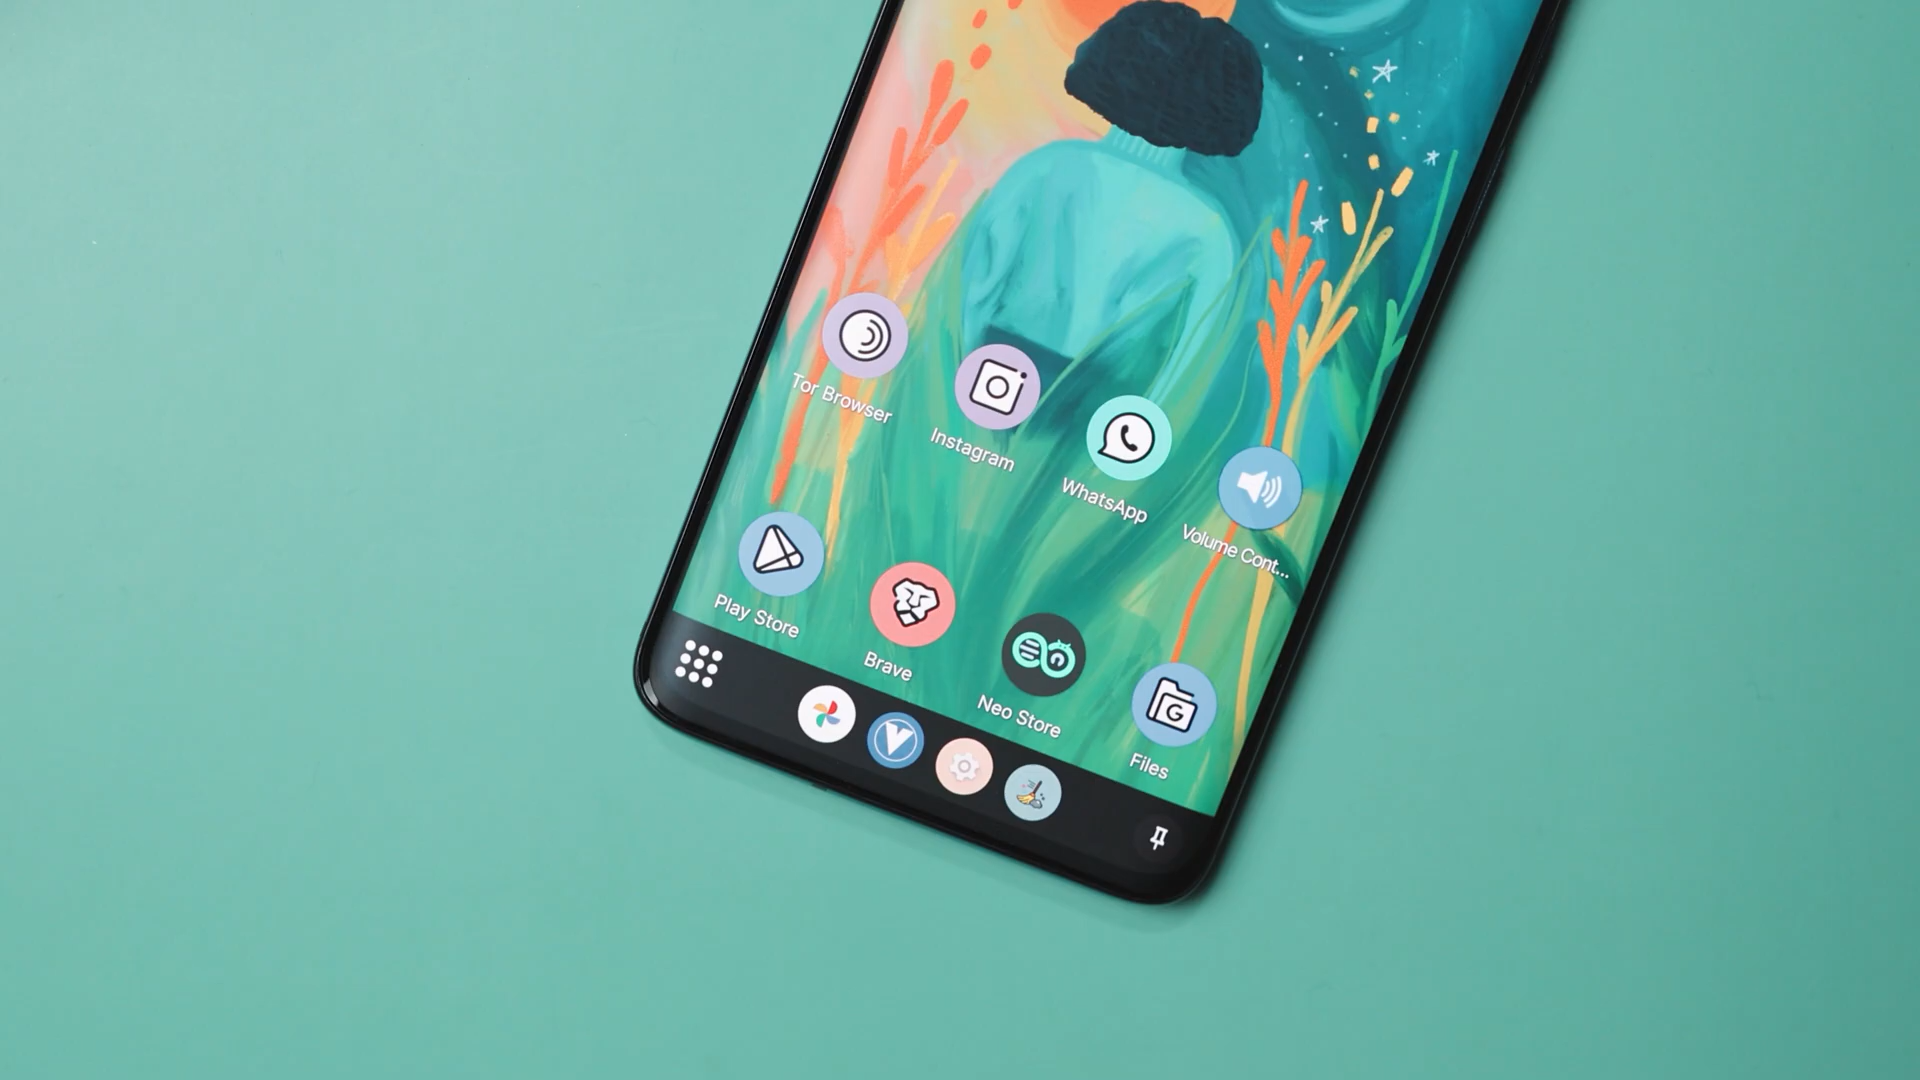 Tor Browser
Instagram
WhatsApp
Volume Cont...
Play Store
Brave
Neo Store
Files